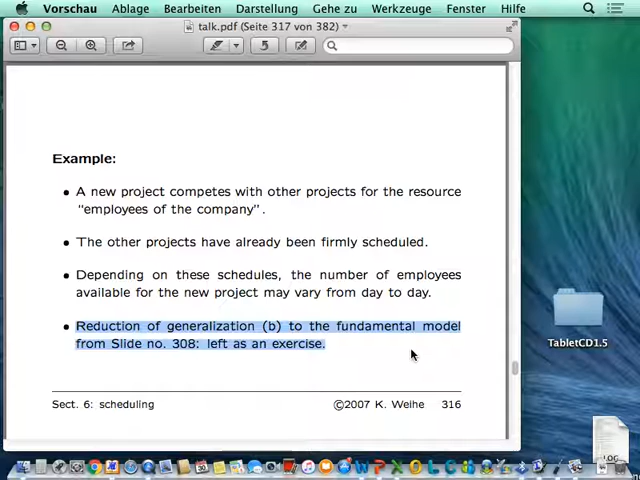 Vorschau Ablage Bearbeiten Darstellung Gehe zu Werkzeuge Fenster Hilfe
talk.pdf (Seite 317 von 382)
Example:
• A new project competes with other projects for the resource
“employees of the company”.
• The other projects have already been firmly scheduled.
• Depending on these schedules, the number of employees
available for the new project may vary from day to day.
• Reduction of generalization (b) to the fundamental model
from Slide no. 308: left as an exercise.
Sect. 6: scheduling ©2007 K. Weihe 316
TabletCD1.5
LOG